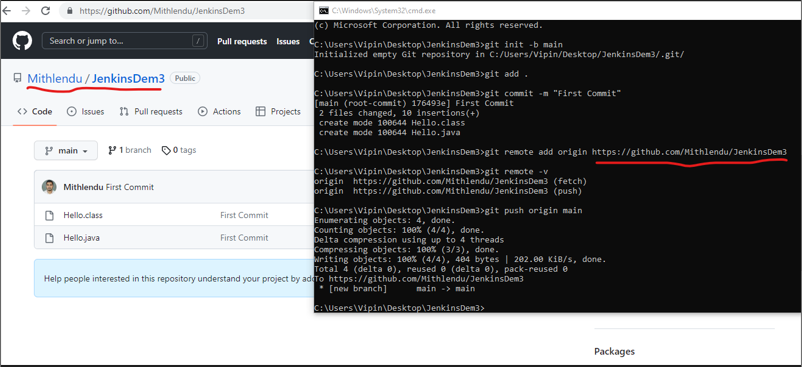 https://github.com/Mithlendu/JenkinsDem3
Search or jump to...
/
Pull requests
Issues
Mithlendu / JenkinsDem3
Public
Code
Issues
Pull requests
Actions
Projects
main
1 branch
0 tags
Mithlendu First Commit
Hello.class
First Commit
Hello.java
First Commit
Help people interested in this repository understand your project by
Packages
C:\Windows\System32\cmd.exe
(c) Microsoft Corporation. All rights reserved.
C:\Users\Vipin\Desktop\JenkinsDem3>git init -b main
Initialized empty Git repository in C:/Users/Vipin/Desktop/JenkinsDem3/.git/
C:\Users\Vipin\Desktop\JenkinsDem3>git add .
C:\Users\Vipin\Desktop\JenkinsDem3>git commit -m "First Commit"
[main (root-commit) 176493e] First Commit
2 files changed, 10 insertions(+)
create mode 100644 Hello.class
create mode 100644 Hello.java
C:\Users\Vipin\Desktop\JenkinsDem3>git remote add origin https://github.com/Mithlendu/JenkinsDem3
C:\Users\Vipin\Desktop\JenkinsDem3>git remote -v
origin https://github.com/Mithlendu/JenkinsDem3 (fetch)
origin https://github.com/Mithlendu/JenkinsDem3 (push)
C:\Users\Vipin\Desktop\JenkinsDem3>git push origin main
Enumerating objects: 4, done.
Counting objects: 100% (4/4), done.
Delta compression using up to 4 threads
Compressing objects: 100% (3/3), done.
Writing objects: 100% (4/4), 404 bytes | 202.00 KiB/s, done.
Total 4 (delta 0), reused 0 (delta 0), pack-reused 0
To https://github.com/Mithlendu/JenkinsDem3
* [new branch] main -> main
C:\Users\Vipin\Desktop\JenkinsDem3>